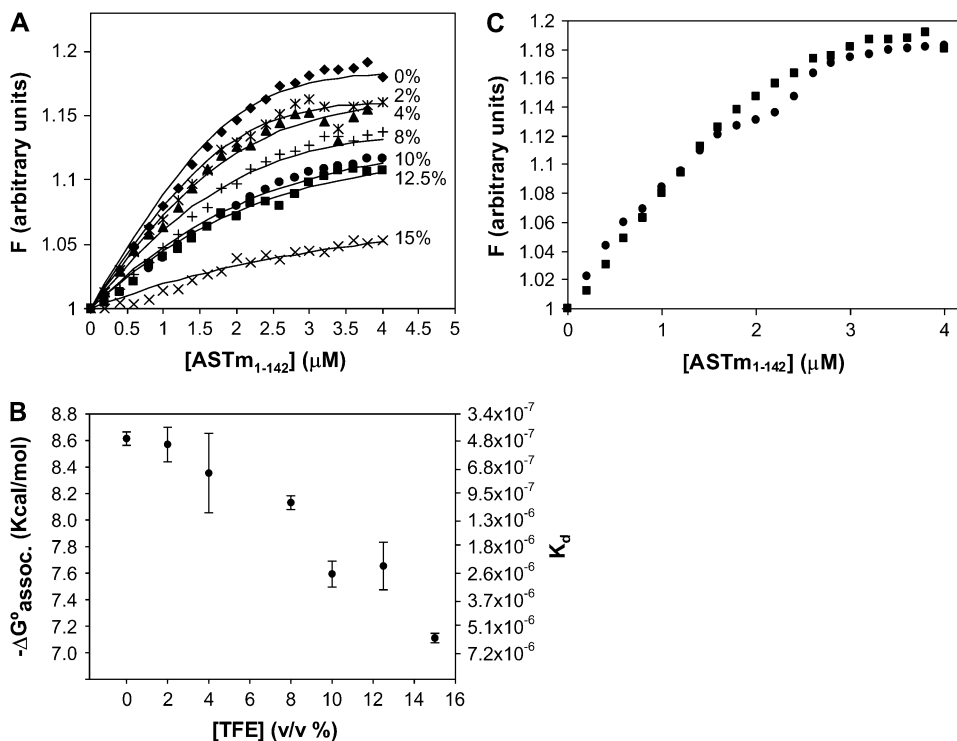 A
F (arbitrary units)
1.2
1.15
1.1
1.05
1
0%
2%
4%
8%
10%
12.5%
15%
0 0.5 1 1.5 2 2.5 3 3.5 4 4.5 5
[ASTm1-142] (μM)
C
F (arbitrary units)
1.18
1.16
1.14
1.12
1.1
1.08
1.06
1.04
1.02
1
0 1 2 3 4
[ASTm1-142] (μM)
B
-ΔG°assoc. (Kcal/mol)
8.8
8.6
8.4
8.2
8.0
7.8
7.6
7.4
7.2
7.0
3.4x10-7
4.8x10-7
6.8x10-7
9.5x10-7
1.3x10-6
1.8x10-6
2.6x10-6
3.7x10-6
5.1x10-6
7.2x10-6
Kd
0 2 4 6 8 10 12 14 16
[TFE] (v/v %)